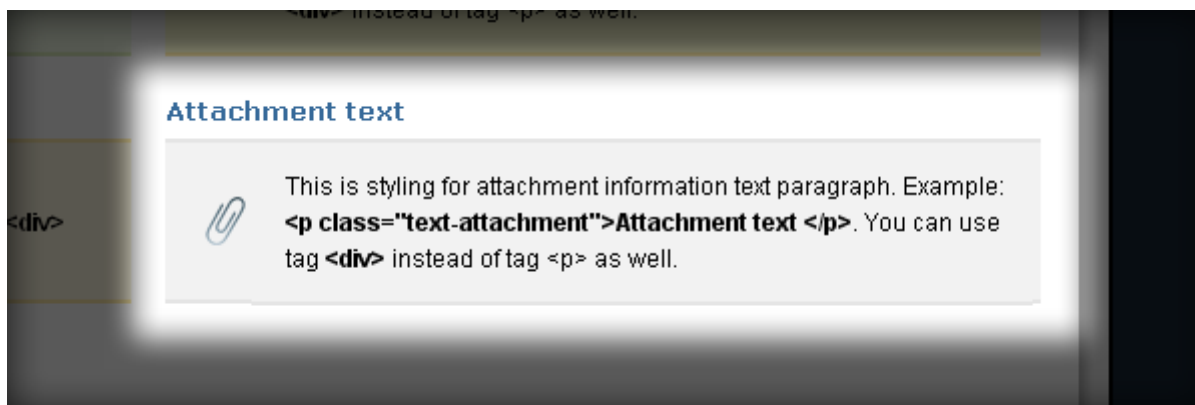 <div> instead of tag <p> as well.
Attachment text
This is styling for attachment information text paragraph. Example:
<p class="text-attachment">Attachment text </p>. You can use
<div>
tag <div> instead of tag <p> as well.